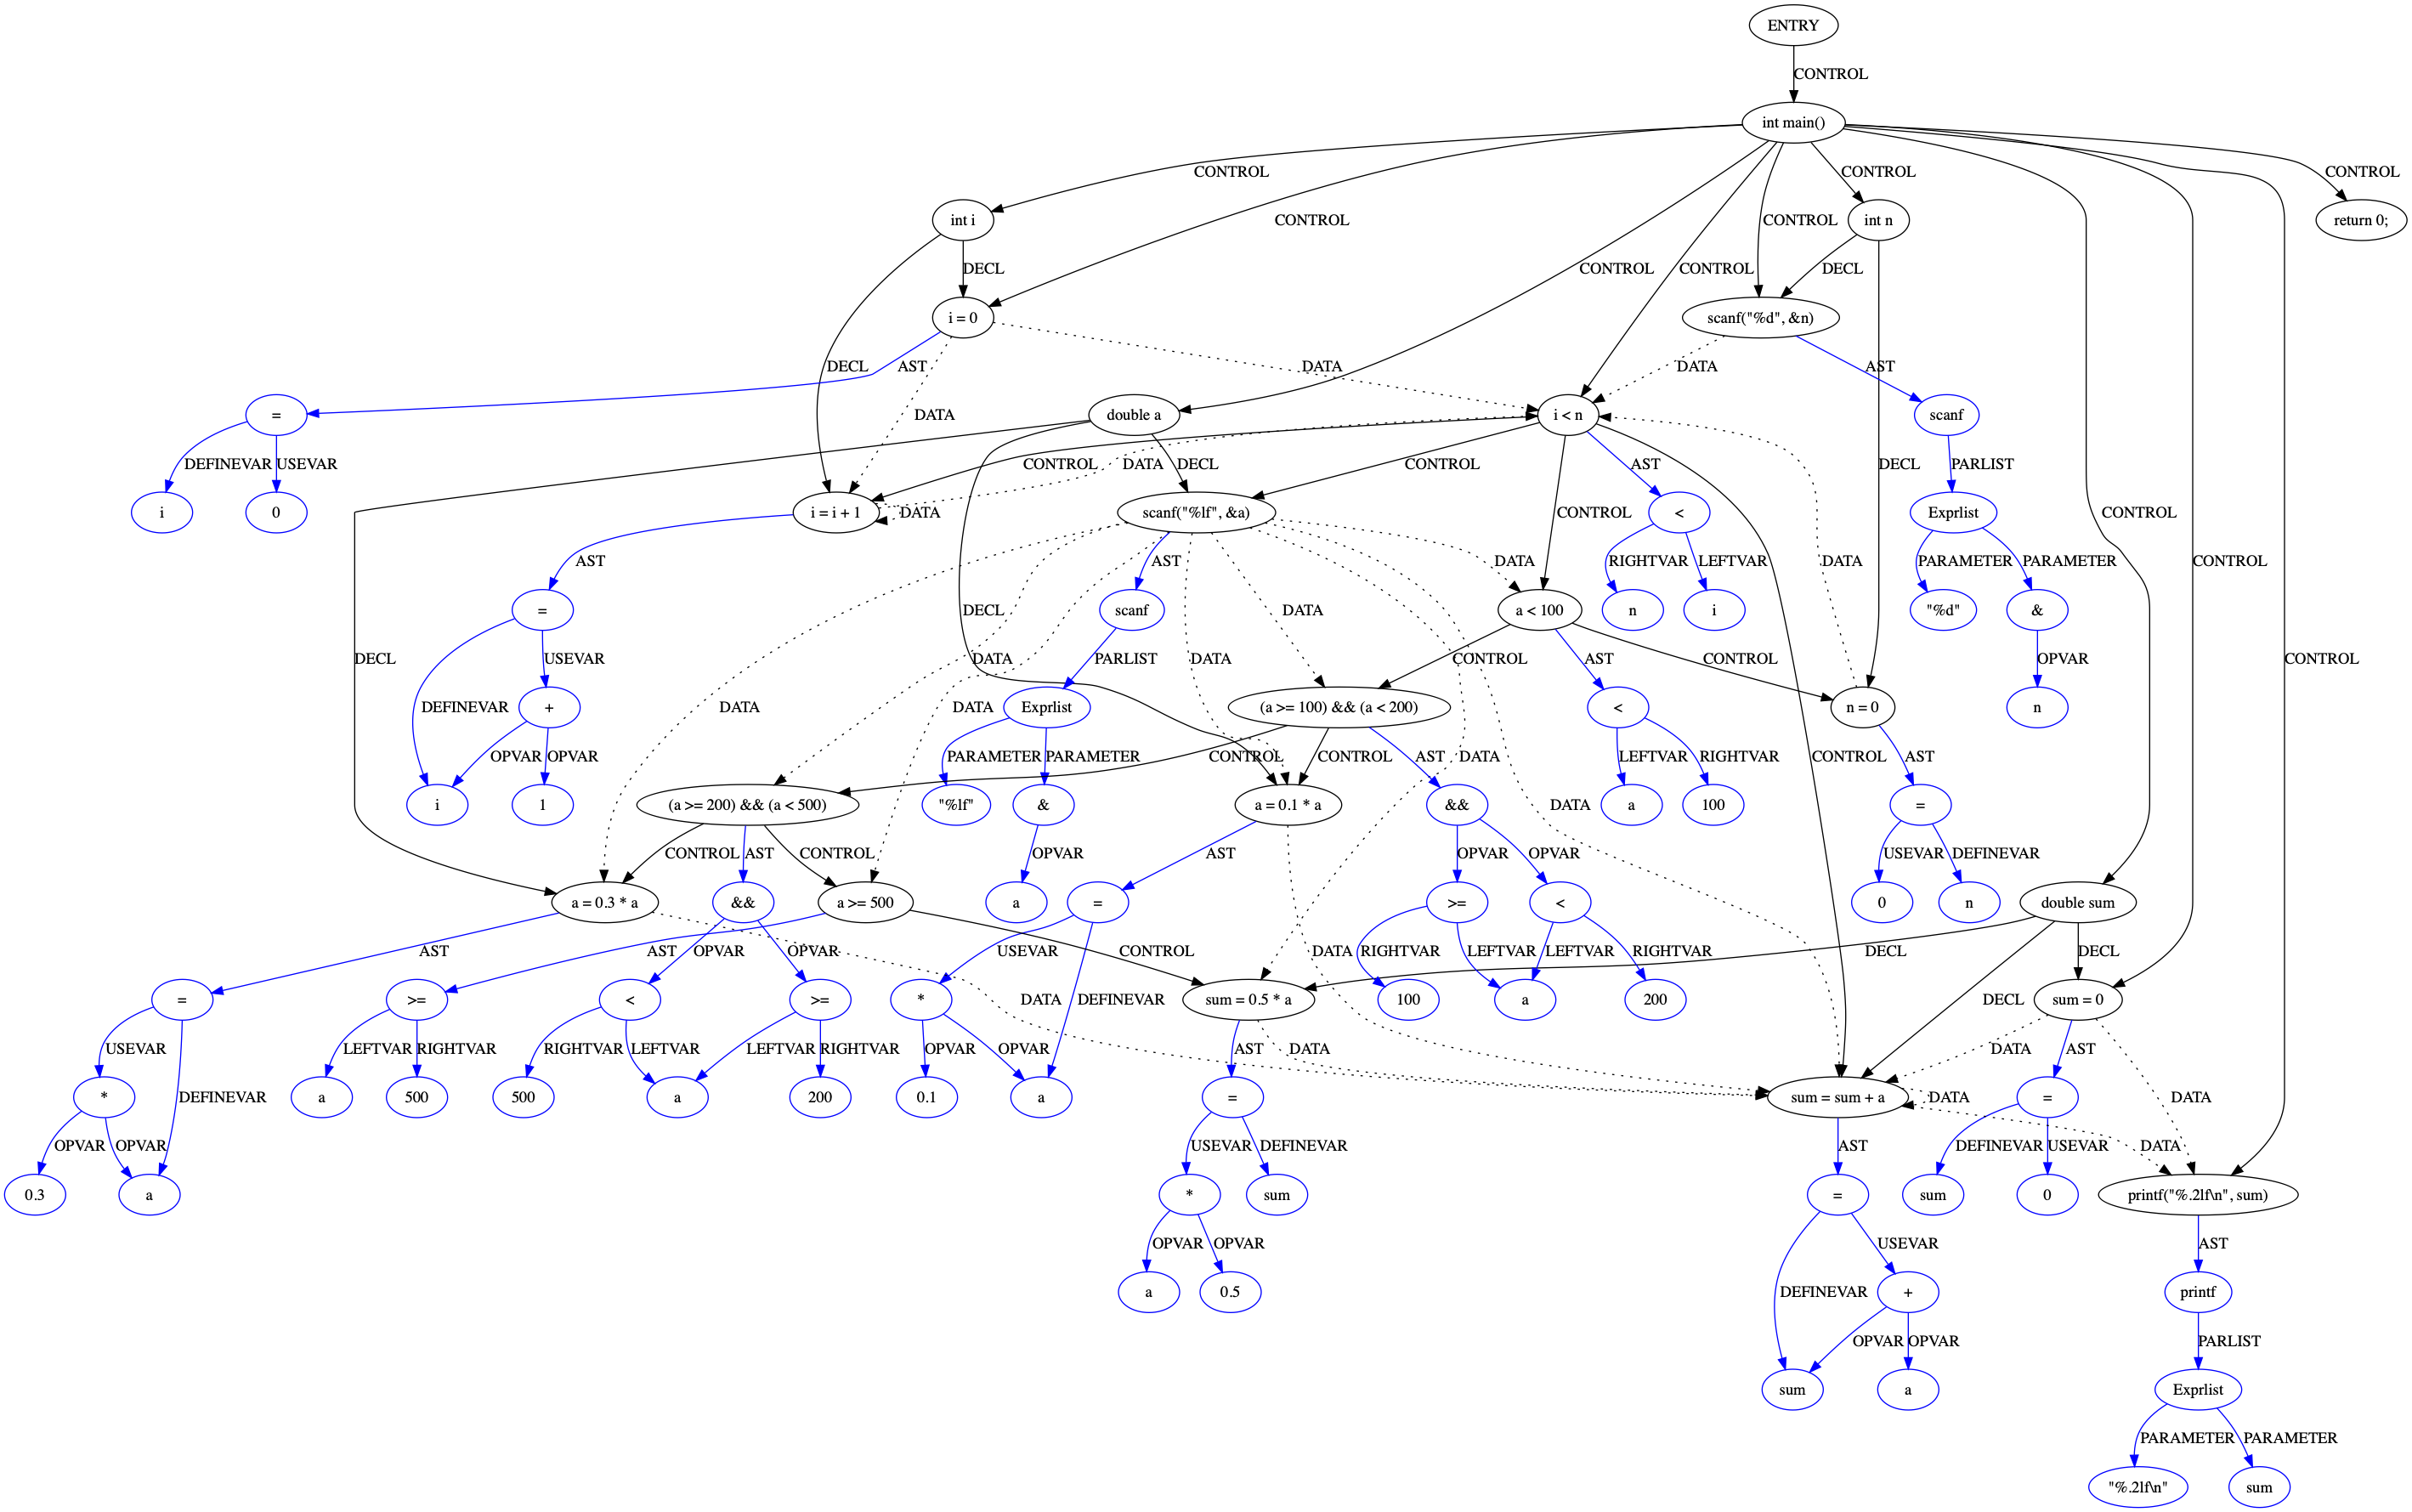 ENTRY
CONTROL
int main()
CONTROL
CONTROL
CONTROL
int i
int n
return 0;
CONTROL
CONTROL
DECL
CONTROL
CONTROL
DECL
i = 0
scanf("%d", &n)
DECL
AST
DATA
DATA
AST
DATA
=
double a
i < n
scanf
DEFINEVAR
USEVAR
CONTROL
DATA
DECL
CONTROL
AST
DECL
PARLIST
i
0
i = i + 1
DATA
scanf("%lf", &a)
CONTROL
<
Exprlist
CONTROL
AST
AST
DATA
DATA
RIGHTVAR
LEFTVAR
DATA
PARAMETER
PARAMETER
CONTROL
=
DECL
scanf
DATA
a < 100
n
i
"%d"
&
DECL
USEVAR
DATA
PARLIST
DATA
CONTROL
AST
CONTROL
OPVAR
CONTROL
DEFINEVAR
+
DATA
DATA
Exprlist
(a >= 100) && (a < 200)
<
n = 0
n
OPVAR
OPVAR
CONTROL
PARAMETER
PARAMETER
CONTROL
AST
DATA
LEFTVAR
RIGHTVAR
CONTROL
AST
i
1
(a >= 200) && (a < 500)
"%lf"
&
a = 0.1 * a
&&
DATA
a
100
=
CONTROL
AST
CONTROL
OPVAR
AST
OPVAR
OPVAR
USEVAR
DEFINEVAR
a = 0.3 * a
&&
a >= 500
a
=
>=
<
0
n
double sum
AST
AST
OPVAR
OPVAR
USEVAR
CONTROL
DATA
RIGHTVAR
LEFTVAR
LEFTVAR
RIGHTVAR
DECL
DECL
=
>=
<
>=
*
DATA
DEFINEVAR
sum = 0.5 * a
100
a
200
DECL
sum = 0
USEVAR
LEFTVAR
RIGHTVAR
RIGHTVAR
LEFTVAR
LEFTVAR
RIGHTVAR
OPVAR
OPVAR
AST
DATA
DATA
AST
*
DEFINEVAR
a
500
500
a
200
0.1
a
=
sum = sum + a
DATA
=
DATA
OPVAR
OPVAR
USEVAR
DEFINEVAR
AST
DEFINEVAR
USEVAR
DATA
0.3
a
*
sum
=
sum
0
printf("%.2lf\n", sum)
OPVAR
OPVAR
USEVAR
AST
a
0.5
DEFINEVAR
+
printf
OPVAR
OPVAR
PARLIST
sum
a
Exprlist
PARAMETER
PARAMETER
"%.2lf\n"
sum